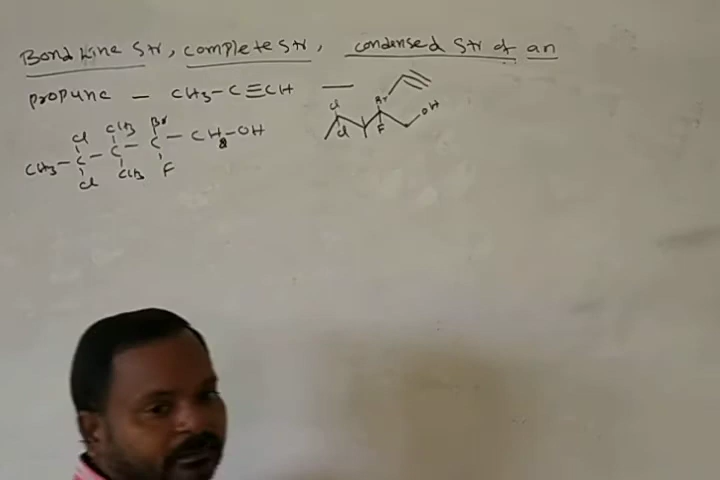 Bond Line Str, complete str, condensed Str of an
propyne — CH3–C≡CH —
Cl CH3 Br
CH3–C–C–C–CH2–OH
Cl CH3 F
Cl Br OH
Cl F